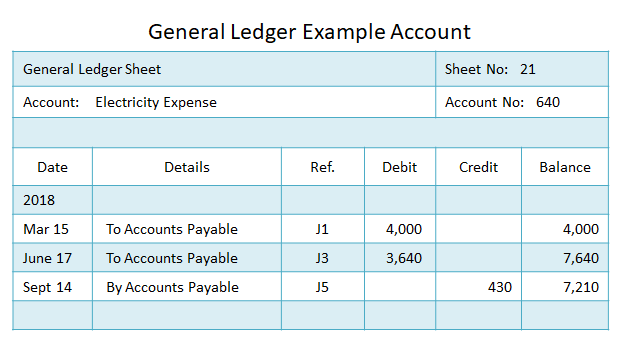 General Ledger Example Account
General Ledger Sheet Sheet No: 21
Account: Electricity Expense Account No: 640
Date Details Ref. Debit Credit Balance
2018
Mar 15 To Accounts Payable J1 4,000 4,000
June 17 To Accounts Payable J3 3,640 7,640
Sept 14 By Accounts Payable J5 430 7,210